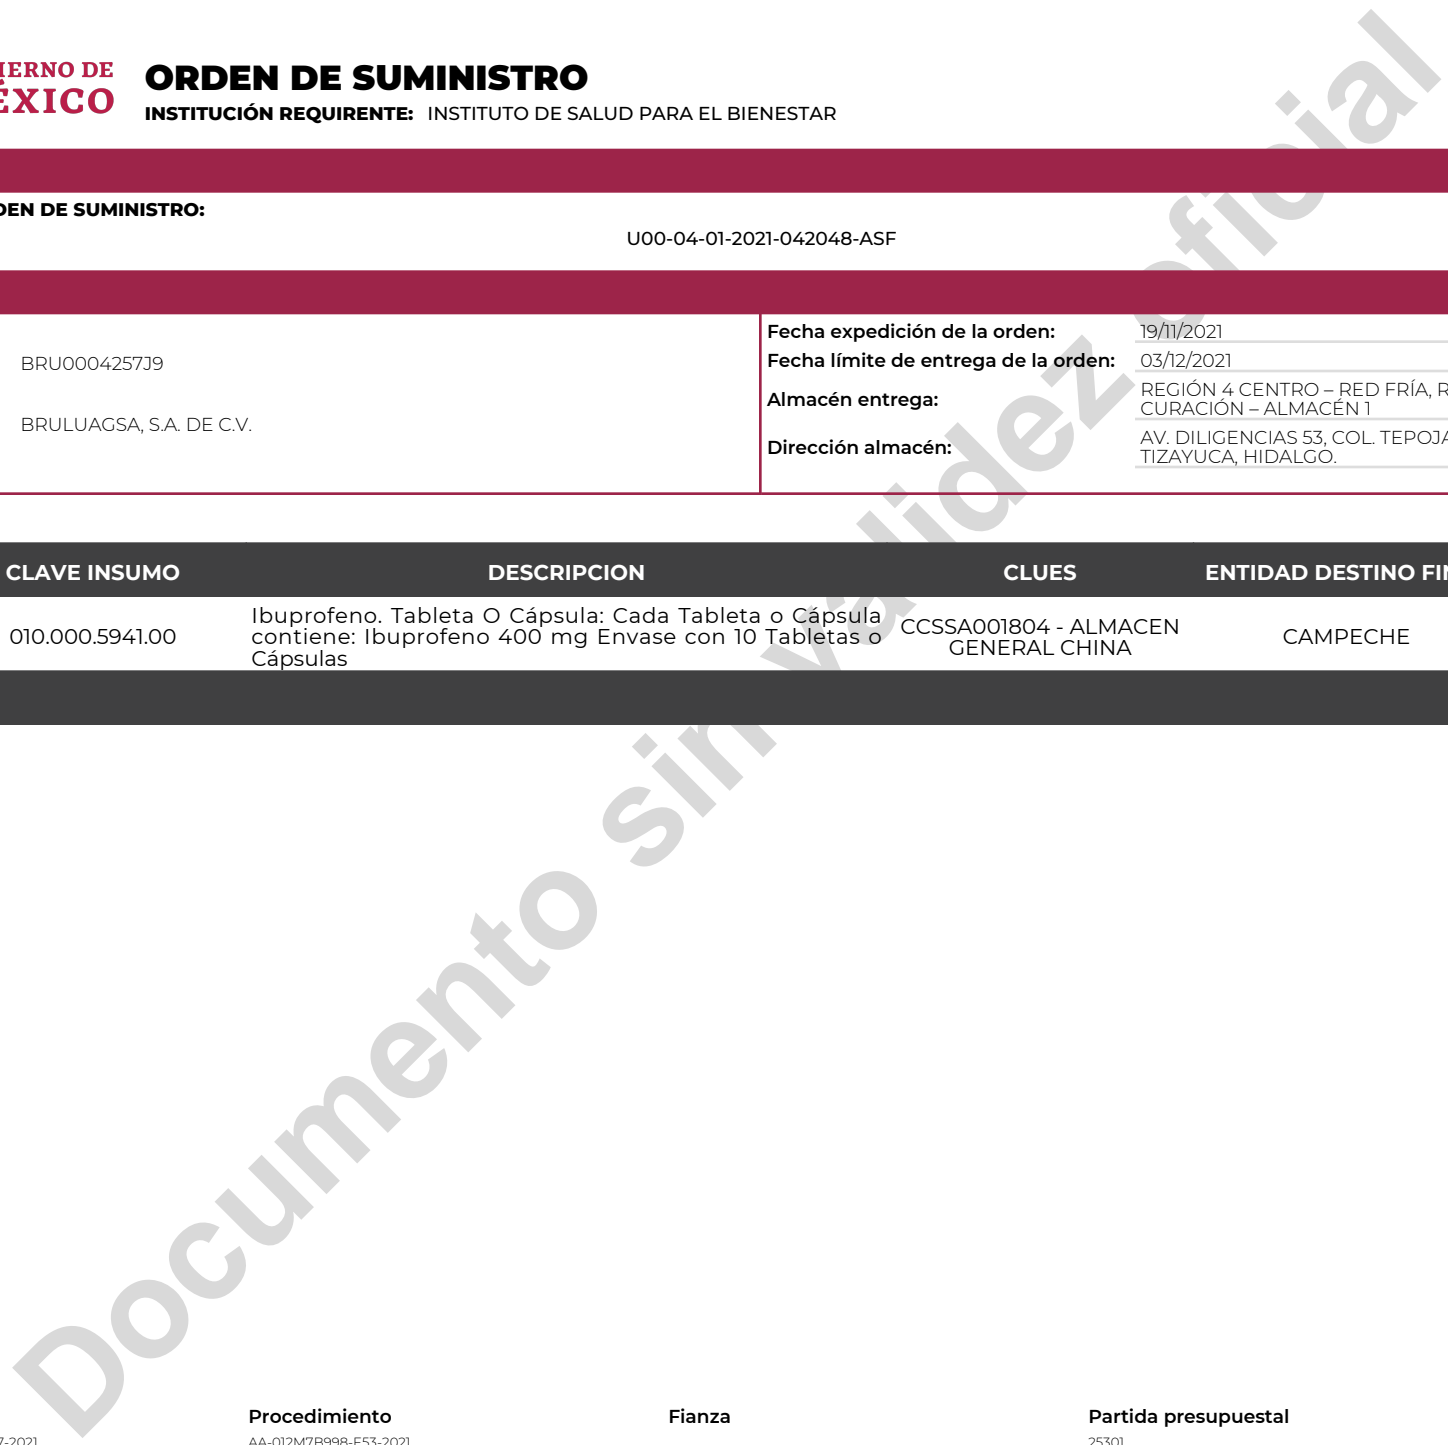 IERNO DE
ÉXICO
ORDEN DE SUMINISTRO
INSTITUCIÓN REQUIRENTE: INSTITUTO DE SALUD PARA EL BIENESTAR
DEN DE SUMINISTRO:
U00-04-01-2021-042048-ASF
BRU0004257J9
BRULUAGSA, S.A. DE C.V.
Fecha expedición de la orden: 19/11/2021
Fecha límite de entrega de la orden: 03/12/2021
Almacén entrega: REGIÓN 4 CENTRO – RED FRÍA, R
CURACIÓN – ALMACÉN 1
Dirección almacén: AV. DILIGENCIAS 53, COL. TEPOJA
TIZAYUCA, HIDALGO.
CLAVE INSUMO DESCRIPCION CLUES ENTIDAD DESTINO FIN
010.000.5941.00
Ibuprofeno. Tableta O Cápsula: Cada Tableta o Cápsula
contiene: Ibuprofeno 400 mg Envase con 10 Tabletas o
Cápsulas
CCSSA001804 - ALMACEN
GENERAL CHINA
CAMPECHE
Documento sin validez oficial
Procedimiento Fianza Partida presupuestal
7-2021 AA-012M7B998-E53-2021 25301